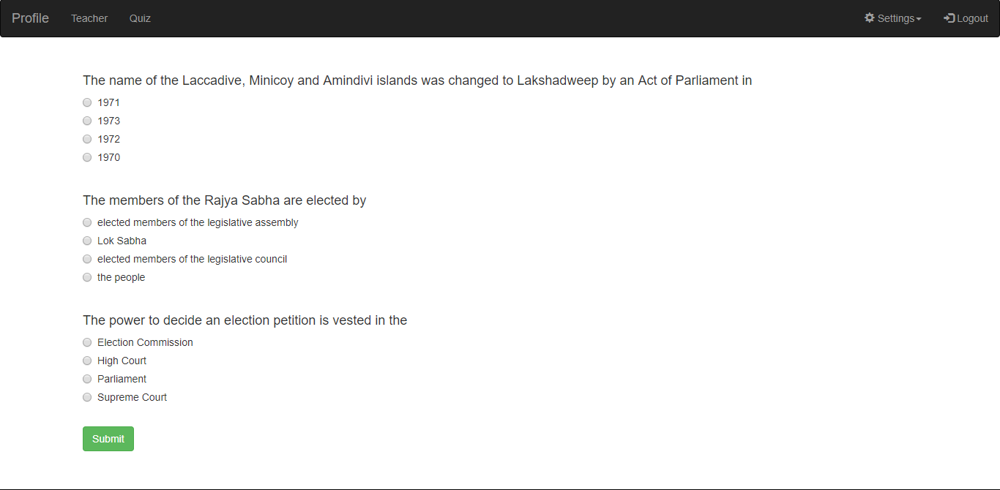 Profile Teacher Quiz Settings Logout
The name of the Laccadive, Minicoy and Amindivi islands was changed to Lakshadweep by an Act of Parliament in
1971
1973
1972
1970
The members of the Rajya Sabha are elected by
elected members of the legislative assembly
Lok Sabha
elected members of the legislative council
the people
The power to decide an election petition is vested in the
Election Commission
High Court
Parliament
Supreme Court
Submit